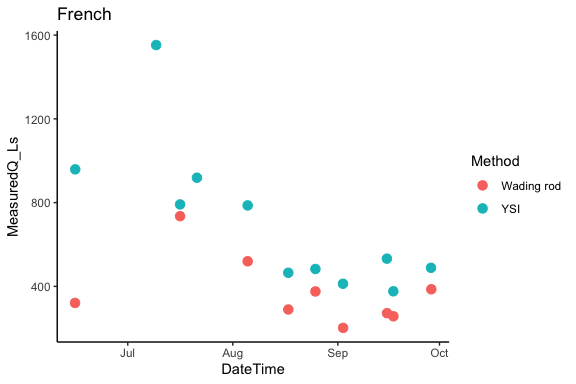 French
1600
1200
800
400
MeasuredQ_Ls
Jul Aug Sep Oct
DateTime
Method
Wading rod
YSI